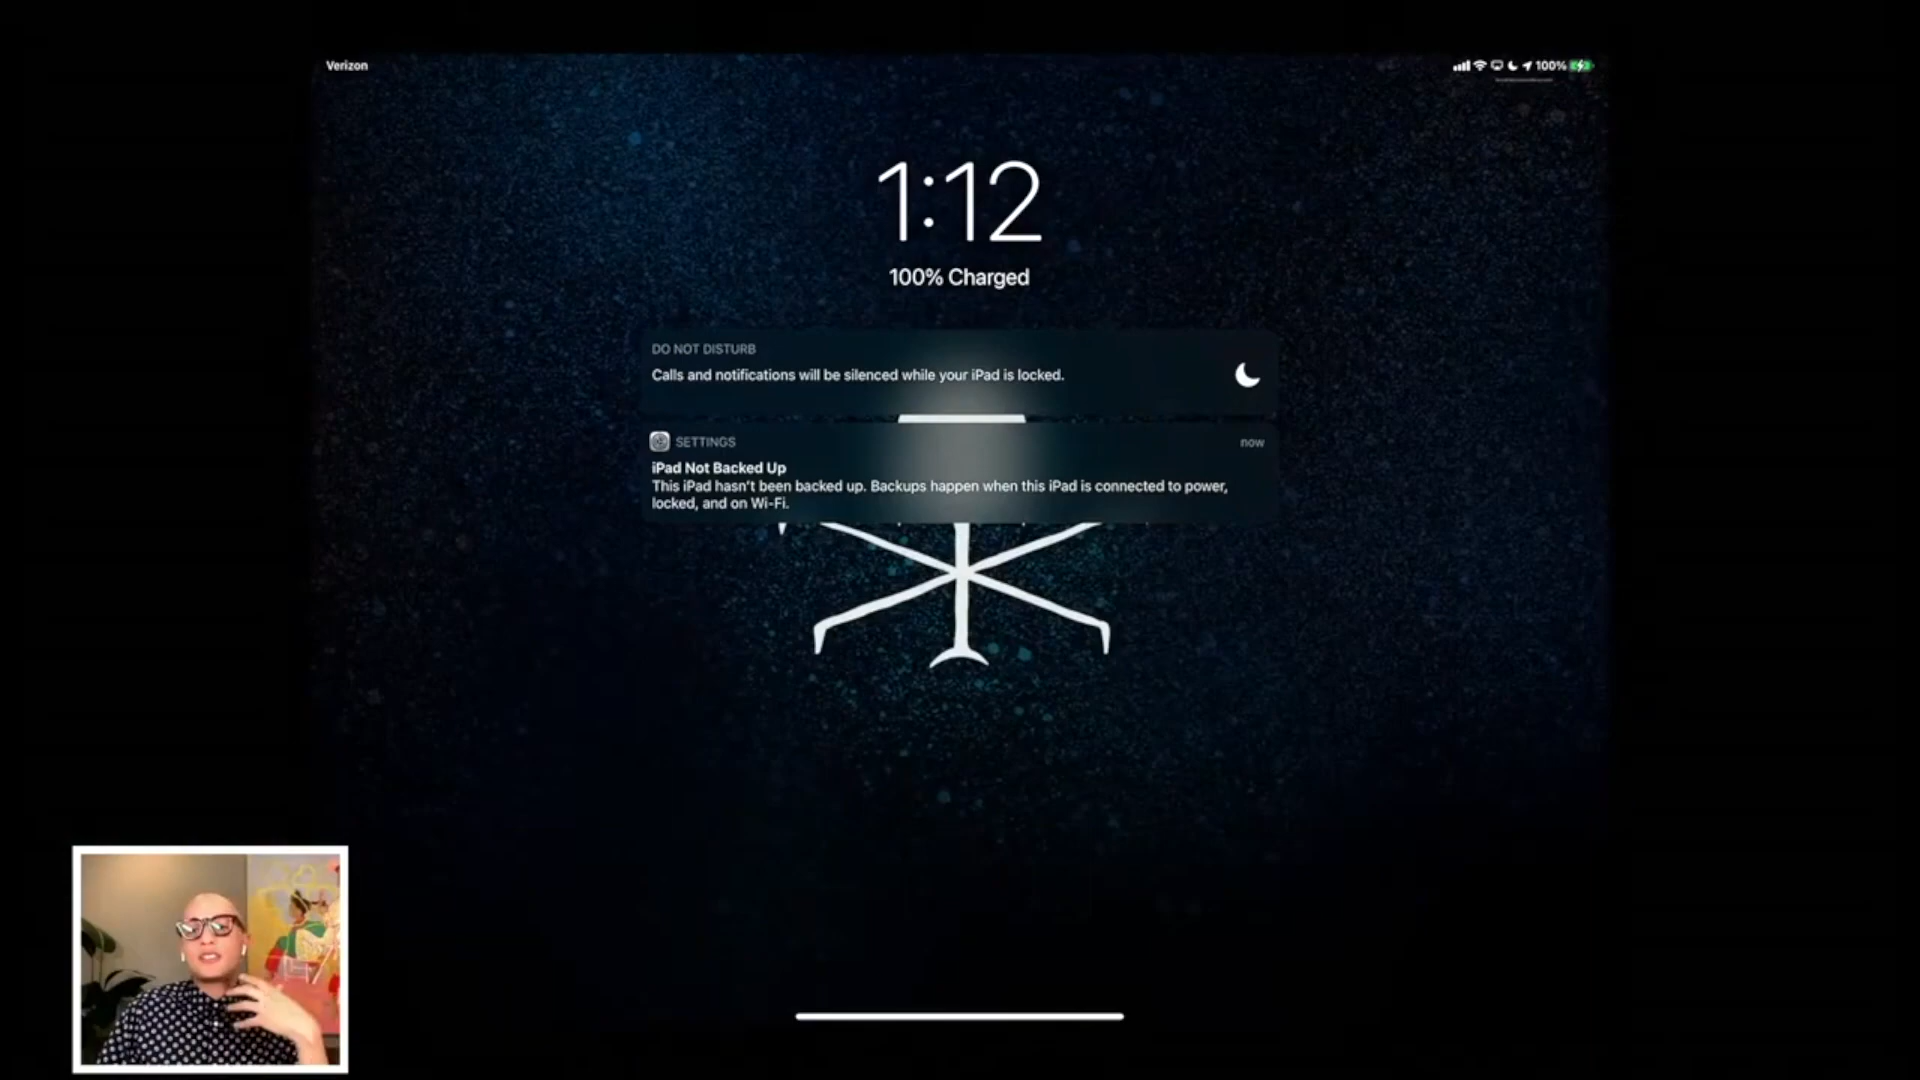 Verizon
100%
1:12
100% Charged
DO NOT DISTURB
Calls and notifications will be silenced while your iPad is locked.
SETTINGS
now
iPad Not Backed Up
This iPad hasn't been backed up. Backups happen when this iPad is connected to power,
locked, and on Wi-Fi.